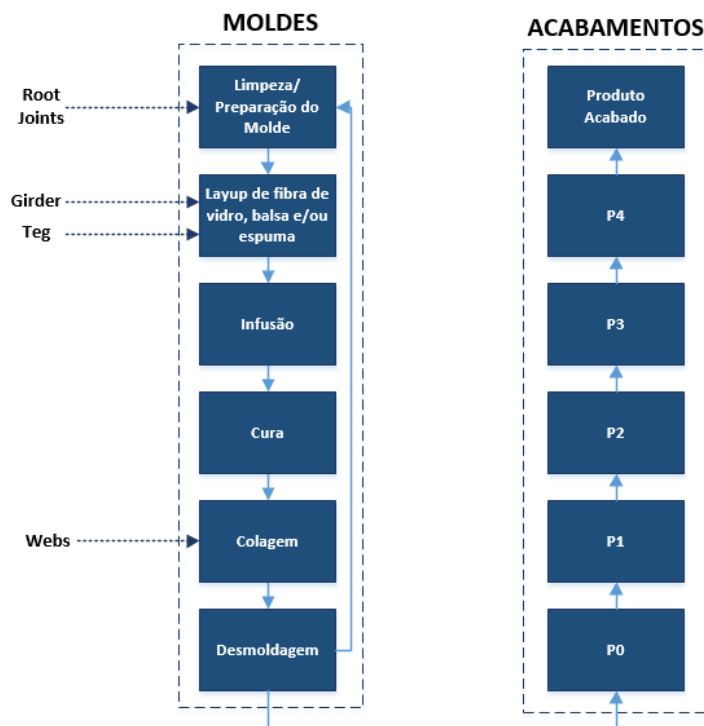 MOLDES
Root
Joints
Limpeza/
Preparação do
Molde
Girder
Teg
Layup de fibra de
vidro, balsa e/ou
espuma
Infusão
Cura
Webs
Colagem
Desmoldagem
ACABAMENTOS
Produto
Acabado
P4
P3
P2
P1
P0